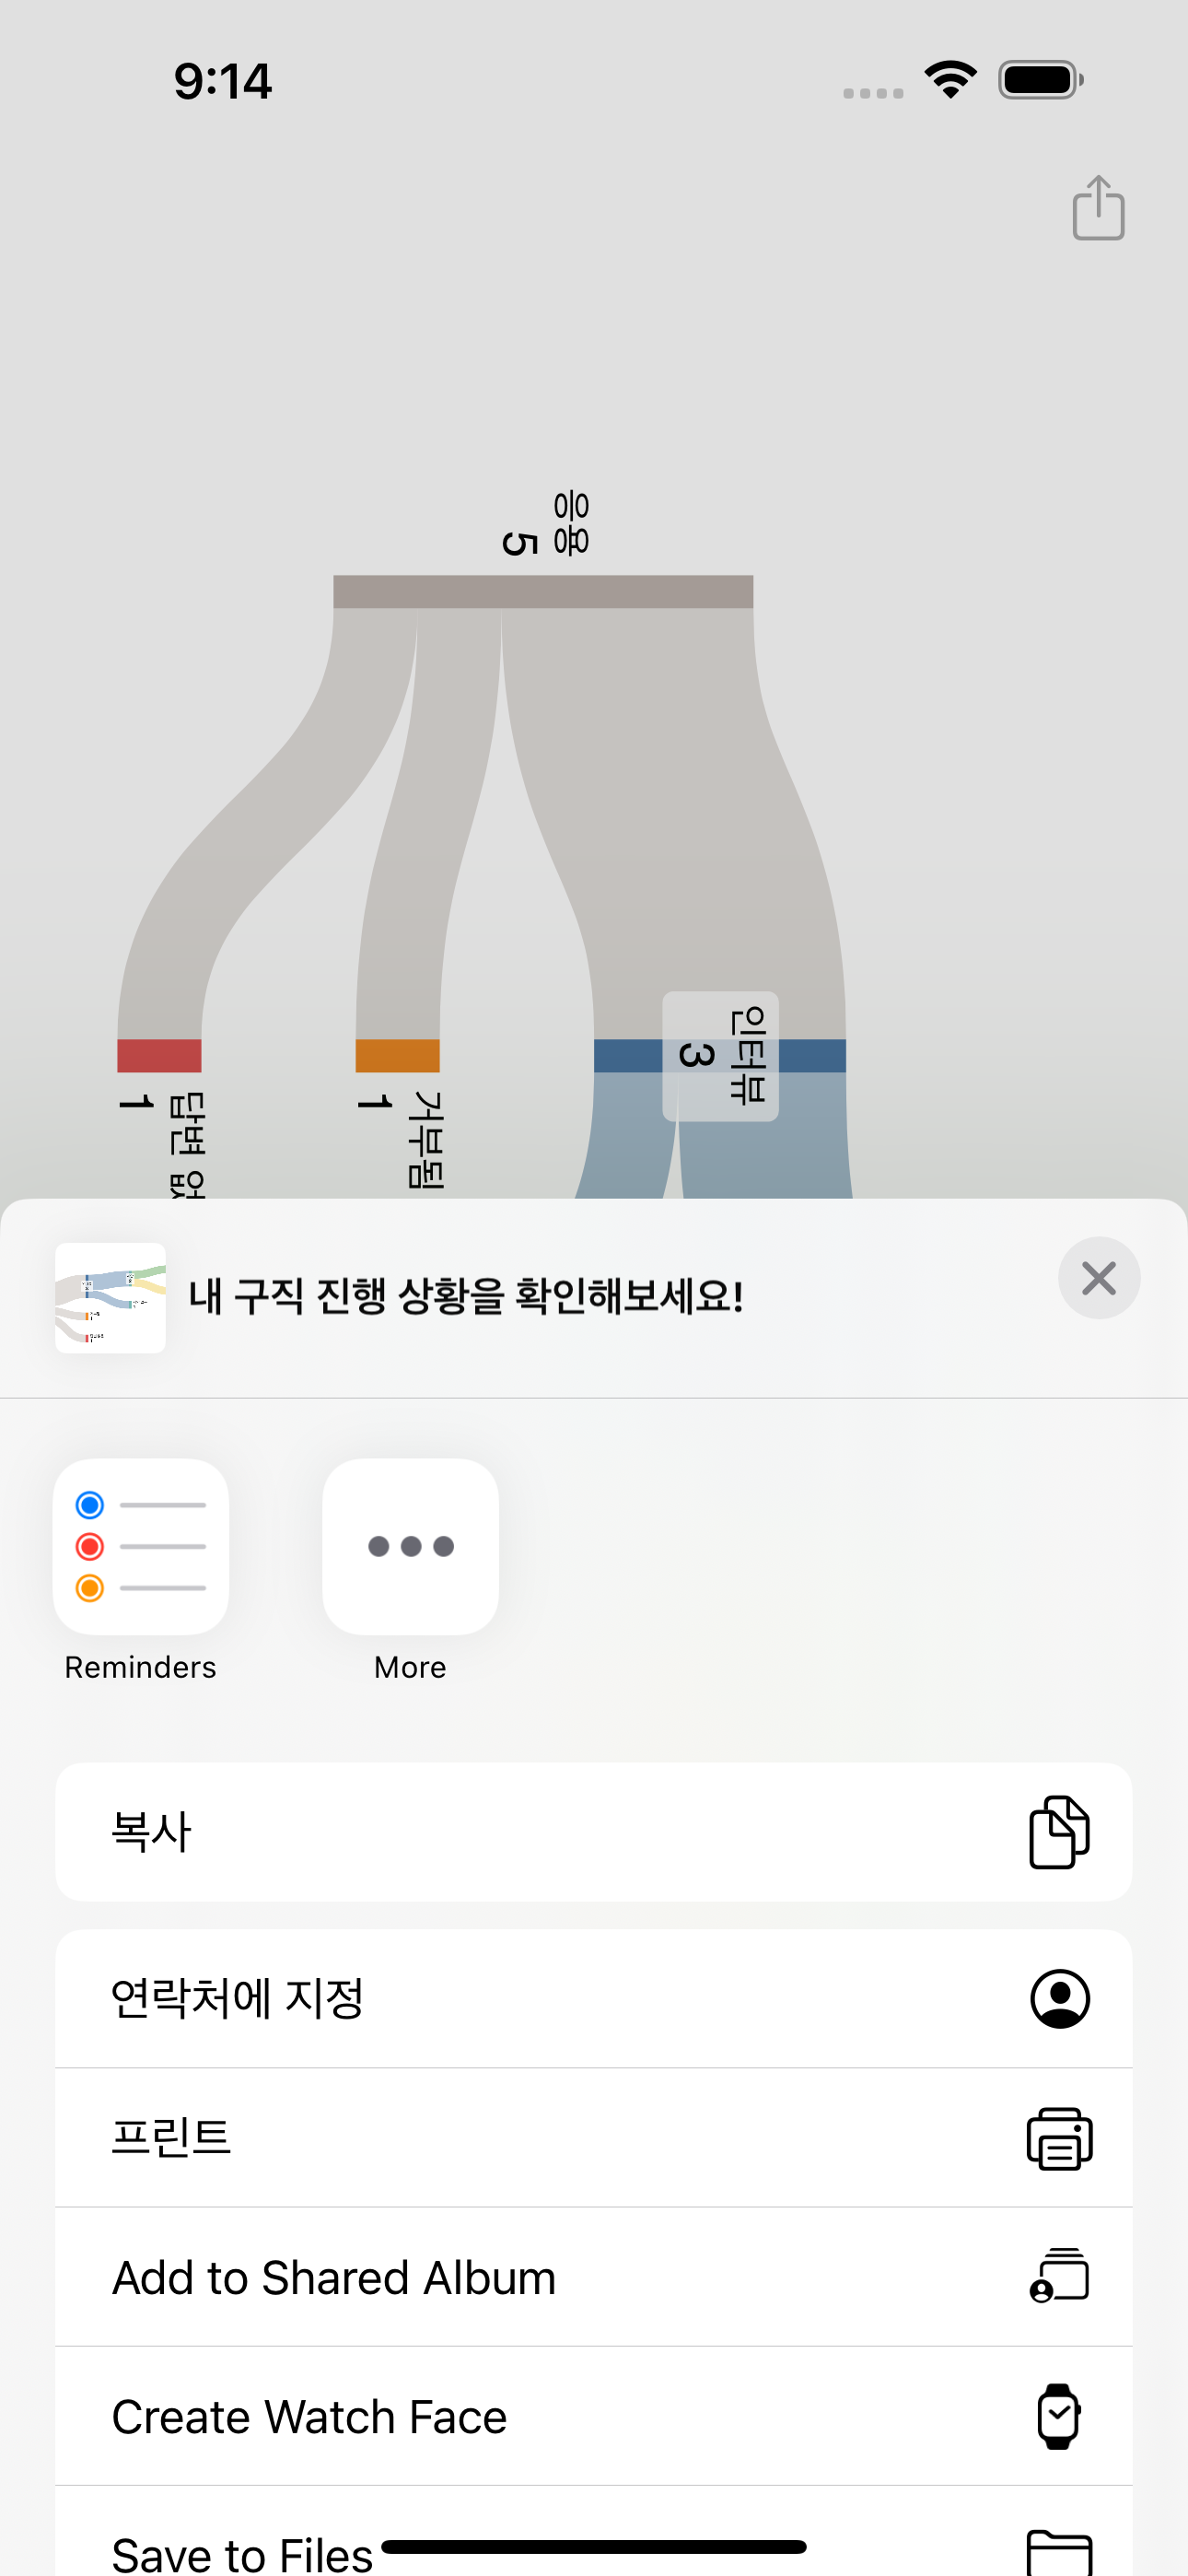 9:14
응용
5
인터뷰
3
거부됨
1
답변
1
내 구직 진행 상황을 확인해보세요!
Reminders
More
복사
연락처에 지정
프린트
Add to Shared Album
Create Watch Face
Save to Files